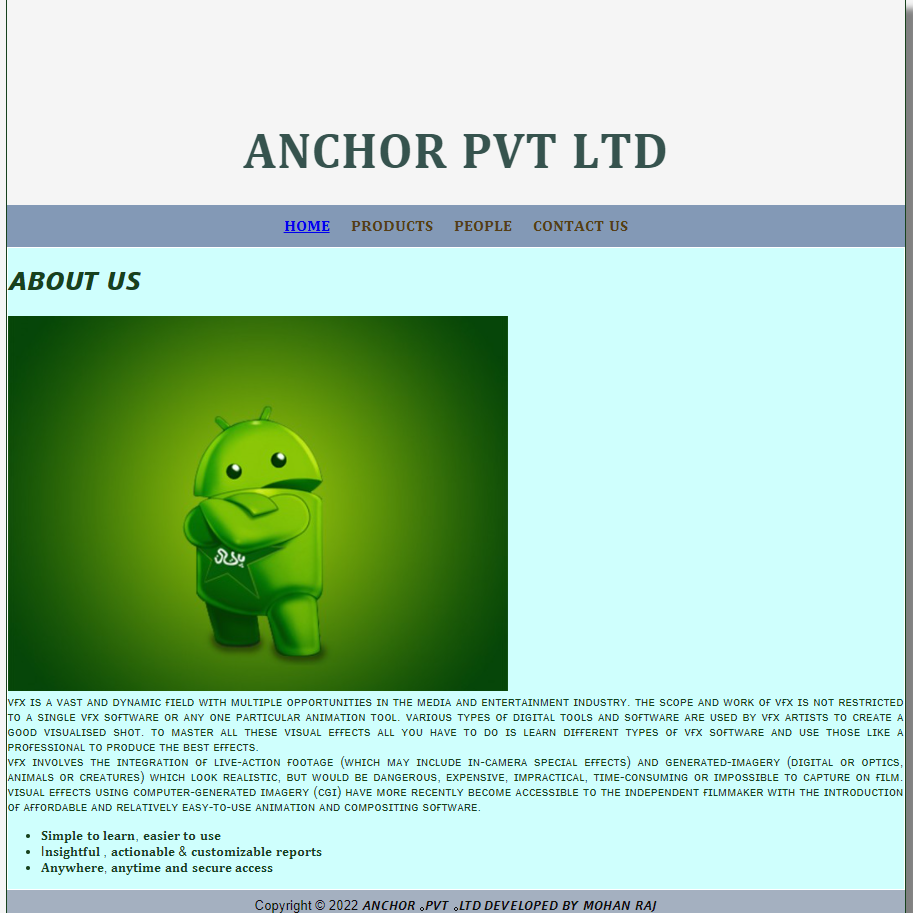 ANCHOR PVT LTD
HOME PRODUCTS PEOPLE CONTACT US
ABOUT US
VFX IS A VAST AND DYNAMIC FIELD WITH MULTIPLE OPPORTUNITIES IN THE MEDIA AND ENTERTAINMENT INDUSTRY. THE SCOPE AND WORK OF VFX IS NOT RESTRICTED
TO A SINGLE VFX SOFTWARE OR ANY ONE PARTICULAR ANIMATION TOOL. VARIOUS TYPES OF DIGITAL TOOLS AND SOFTWARE ARE USED BY VFX ARTISTS TO CREATE A
GOOD VISUALISED SHOT. TO MASTER ALL THESE VISUAL EFFECTS ALL YOU HAVE TO DO IS LEARN DIFFERENT TYPES OF VFX SOFTWARE AND USE THOSE LIKE A
PROFESSIONAL TO PRODUCE THE BEST EFFECTS.
VFX INVOLVES THE INTEGRATION OF LIVE-ACTION FOOTAGE (WHICH MAY INCLUDE IN-CAMERA SPECIAL EFFECTS) AND GENERATED-IMAGERY (DIGITAL OR OPTICS,
ANIMALS OR CREATURES) WHICH LOOK REALISTIC, BUT WOULD BE DANGEROUS, EXPENSIVE, IMPRACTICAL, TIME-CONSUMING OR IMPOSSIBLE TO CAPTURE ON FILM.
VISUAL EFFECTS USING COMPUTER-GENERATED IMAGERY (CGI) HAVE MORE RECENTLY BECOME ACCESSIBLE TO THE INDEPENDENT FILMMAKER WITH THE INTRODUCTION
OF AFFORDABLE AND RELATIVELY EASY-TO-USE ANIMATION AND COMPOSITING SOFTWARE.
• Simple to learn, easier to use
• Insightful , actionable & customizable reports
• Anywhere, anytime and secure access
Copyright © 2022 ANCHOR 。PVT 。LTD DEVELOPED BY MOHAN RAJ